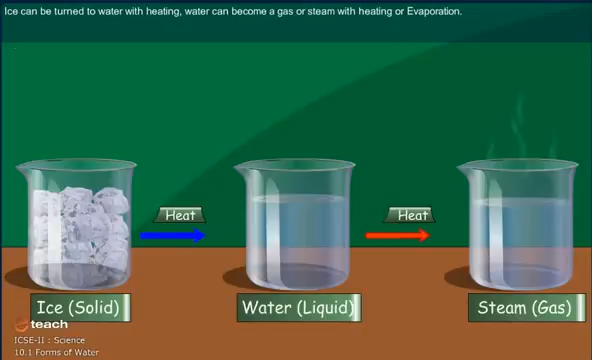 Ice can be turned to water with heating, water can become a gas or steam with heating or Evaporation.
Heat
Heat
Ice (Solid)
Water (Liquid)
Steam (Gas)
eteach
ICSE-II : Science
10.1 Forms of Water